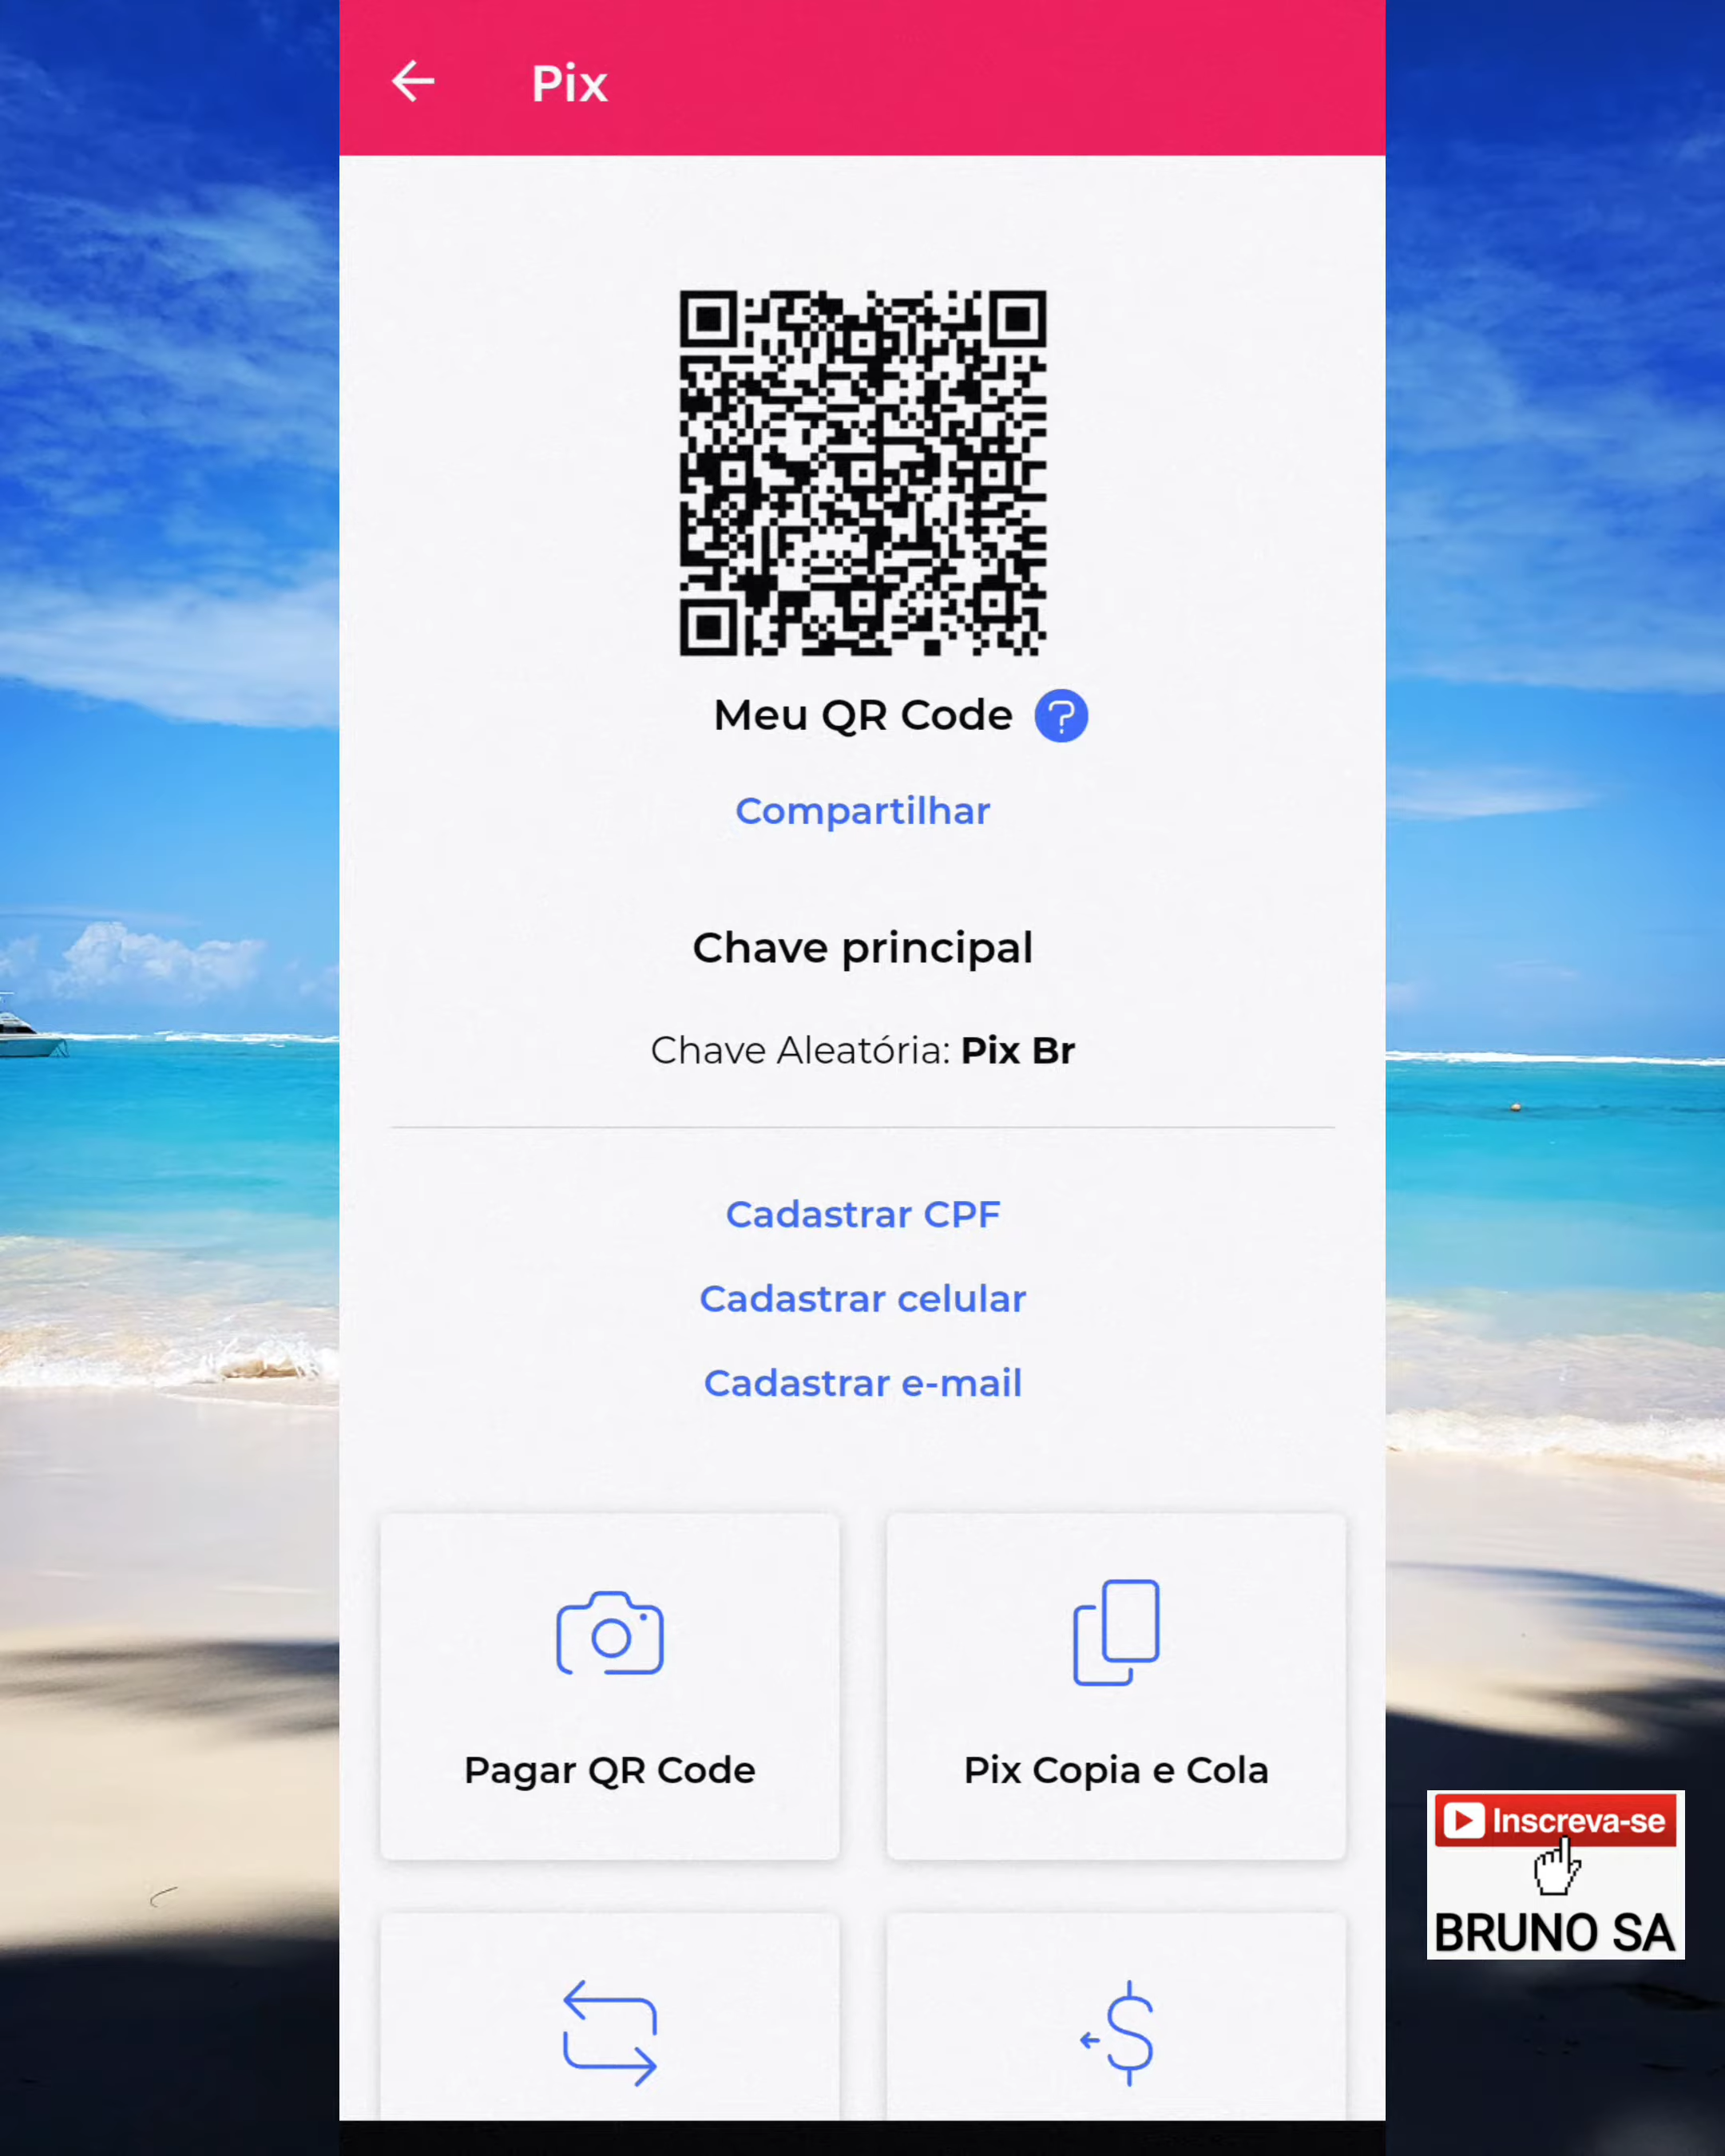 Pix
Meu QR Code
?
Compartilhar
Chave principal
Chave Aleatória: Pix Br
Cadastrar CPF
Cadastrar celular
Cadastrar e-mail
Pagar QR Code
Pix Copia e Cola
Inscreva-se
BRUNO SA